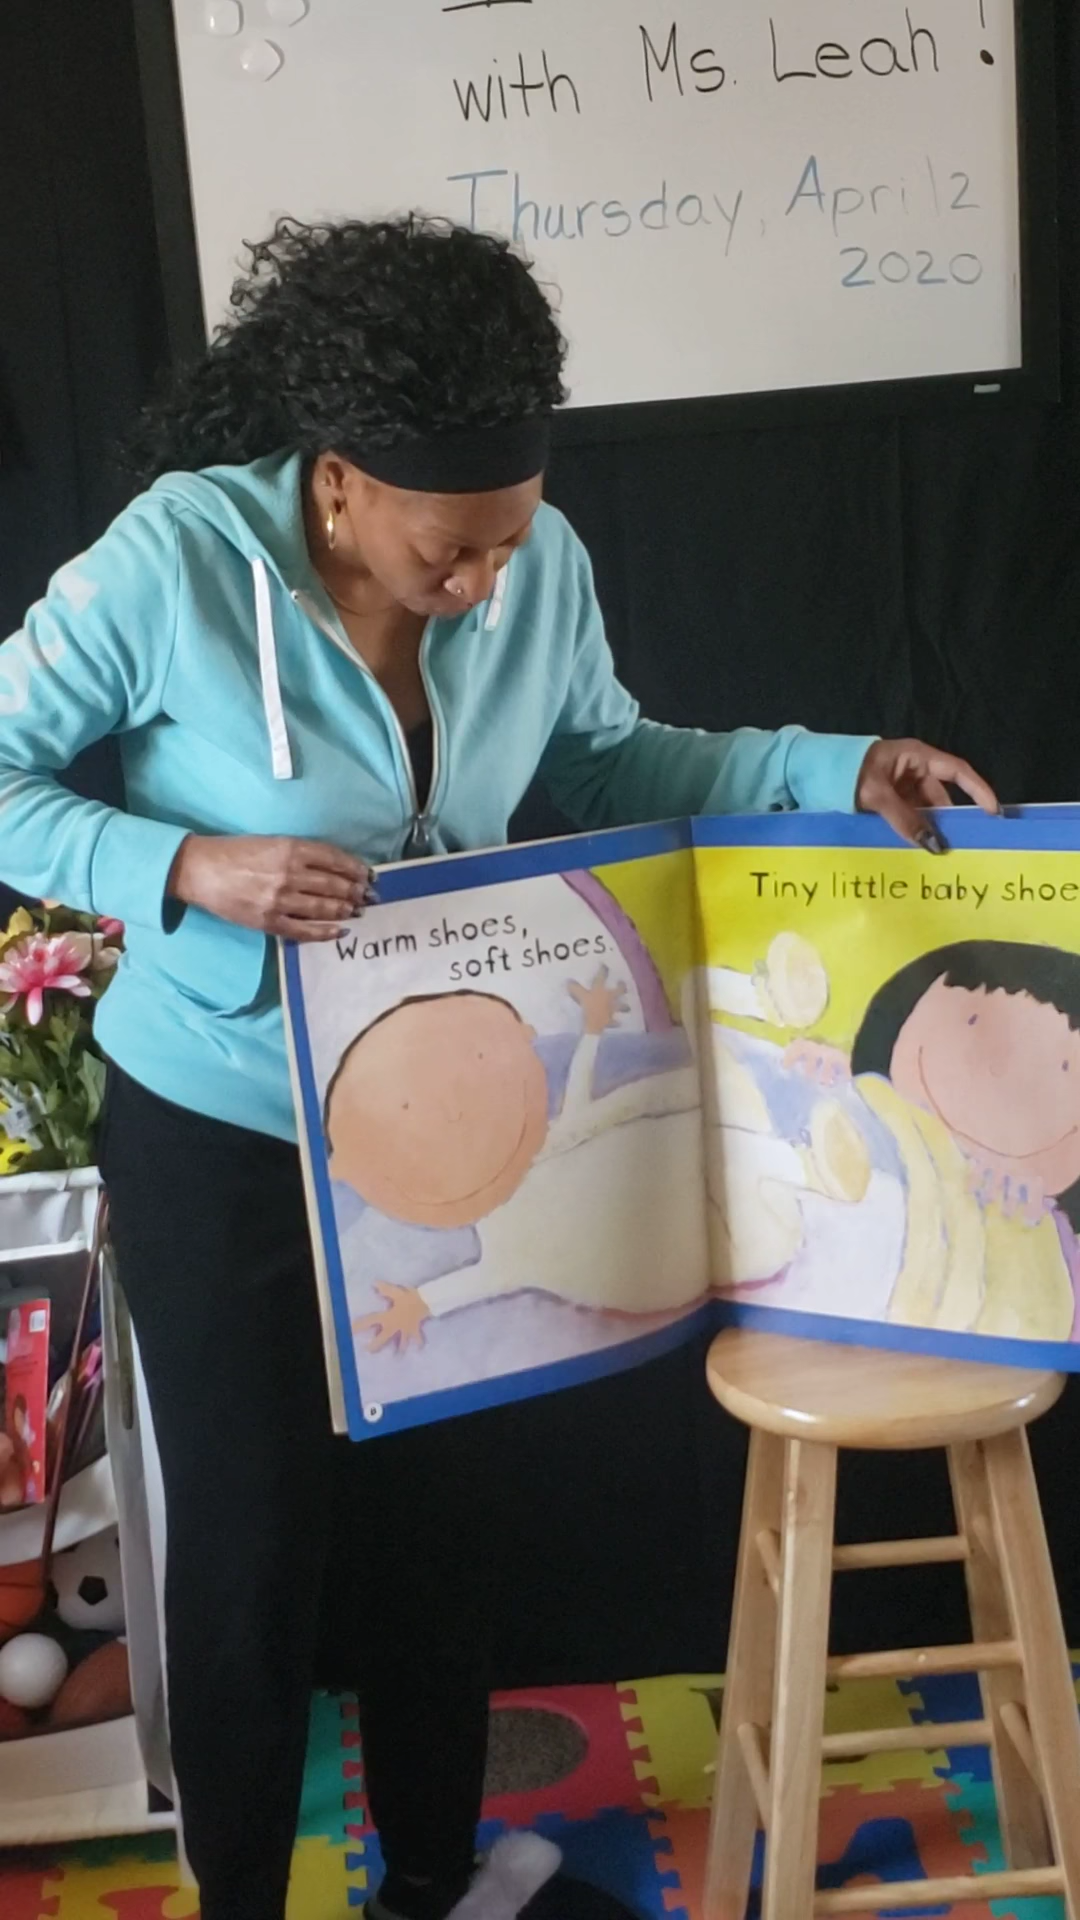 with Ms. Leah!
Thursday, April 2
2020
Warm shoes,
soft shoes.
Tiny little baby shoe